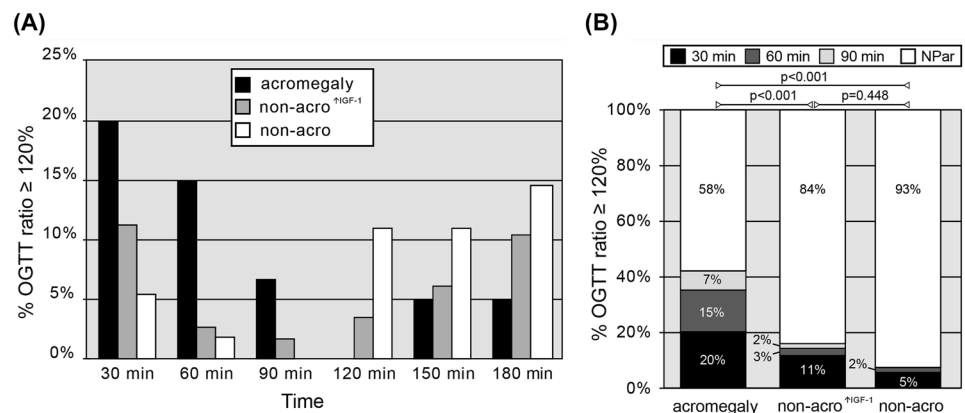 (A)
25%
20%
15%
10%
5%
0%
% OGTT ratio ≥ 120%
acromegaly
non-acro ↑IGF-1
non-acro
30 min 60 min 90 min 120 min 150 min 180 min
Time
(B)
30 min 60 min 90 min NPar
p<0.001
p<0.001 p=0.448
100%
80%
60%
40%
20%
0%
% OGTT ratio ≥ 120%
58% 84% 93%
7%
15%
20%
2%
3%
11%
2%
5%
acromegaly non-acro ↑IGF-1 non-acro